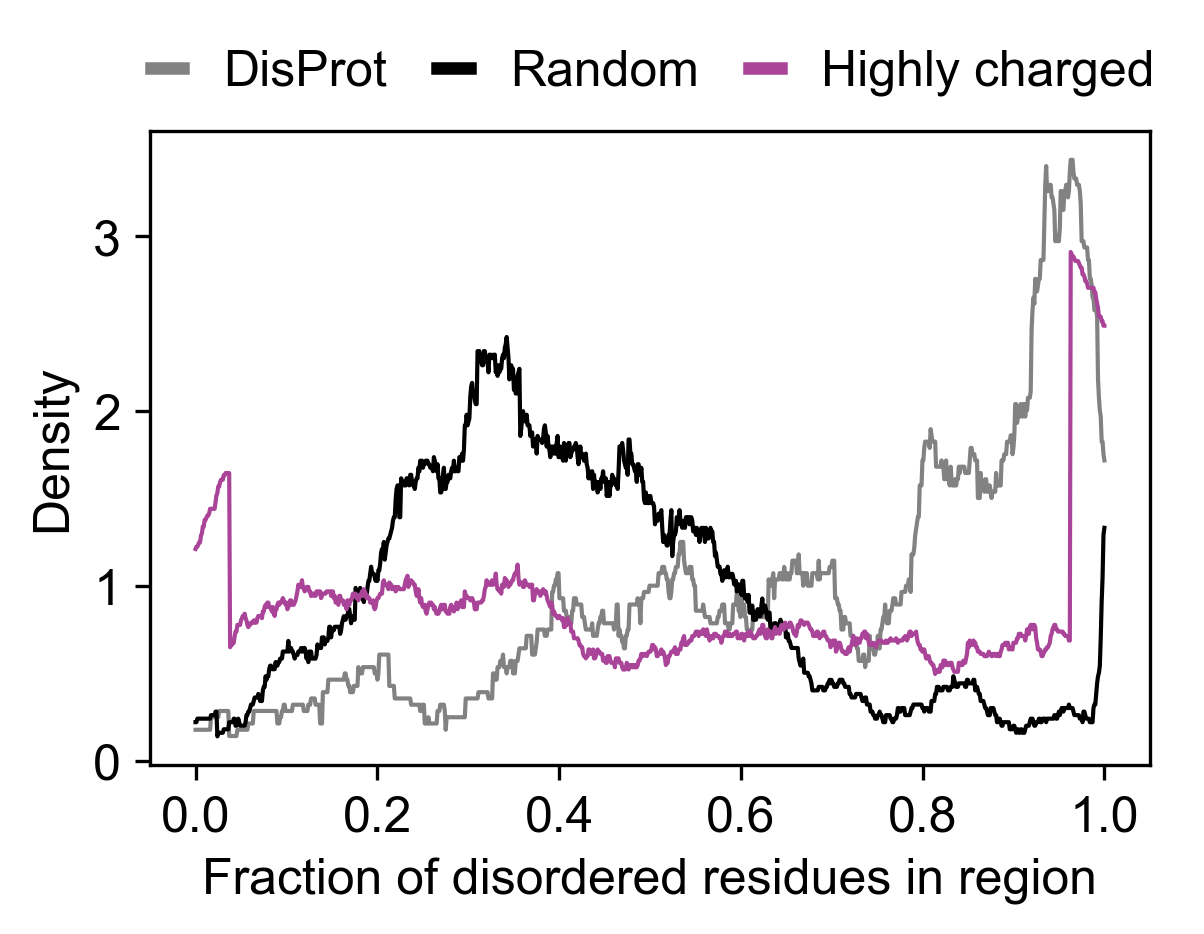 DisProt Random Highly charged
Density
3
2
1
0
0.0 0.2 0.4 0.6 0.8 1.0
Fraction of disordered residues in region